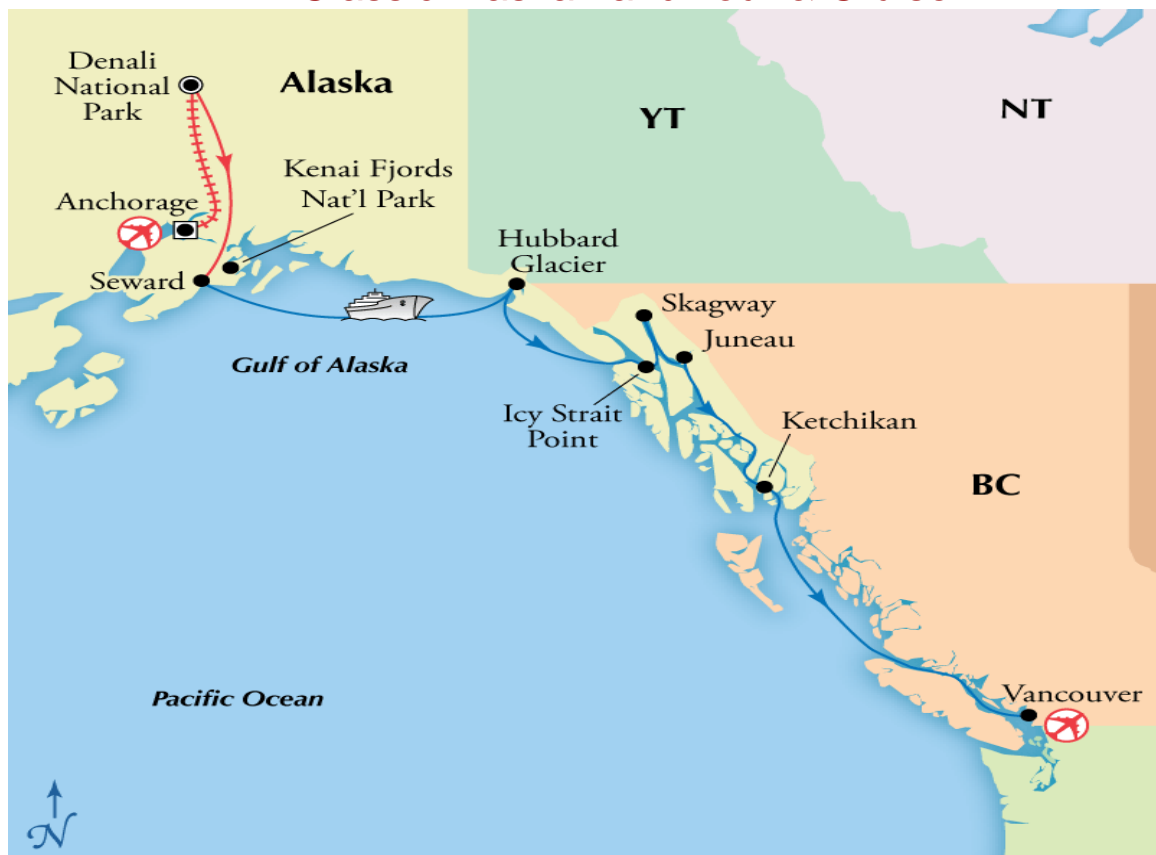 Denali
National
Park
Alaska
YT
NT
Kenai Fjords
Nat'l Park
Anchorage
Hubbard
Glacier
Seward
Skagway
Juneau
Gulf of Alaska
Icy Strait
Point
Ketchikan
BC
Pacific Ocean
Vancouver
N